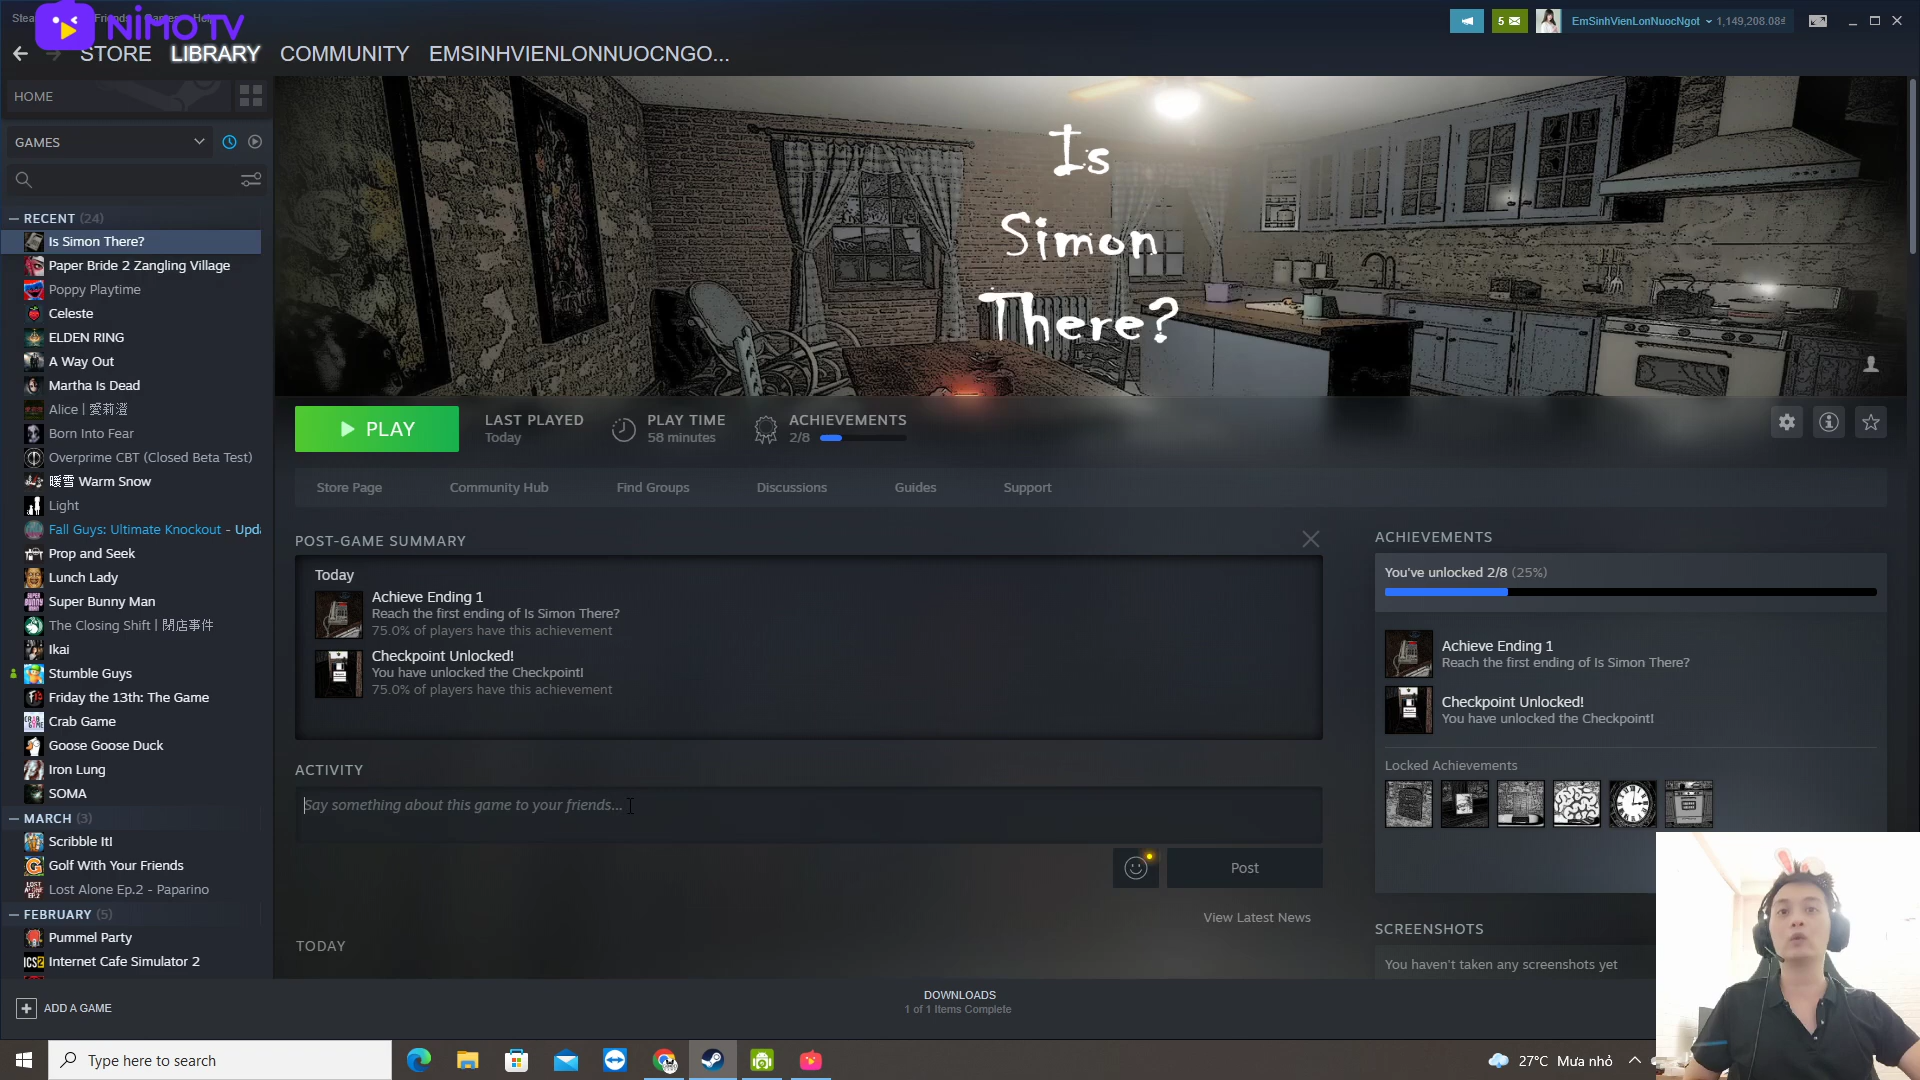 NIMOTV
STORE
LIBRARY
COMMUNITY
EMSINHVIENLONNUOCNGO...
5
EmSinhVienLonNuocNgot
1,149,208.08₫
HOME
GAMES
RECENT (24)
Is Simon There?
Paper Bride 2 Zangling Village
Poppy Playtime
Celeste
ELDEN RING
A Way Out
Martha Is Dead
Alice | 愛莉澄
Born Into Fear
Overprime CBT (Closed Beta Test)
暖雪 Warm Snow
Light
Fall Guys: Ultimate Knockout - Upda
Prop and Seek
Lunch Lady
Super Bunny Man
The Closing Shift | 閉店事件
Ikai
Stumble Guys
Friday the 13th: The Game
Crab Game
Goose Goose Duck
Iron Lung
SOMA
MARCH (3)
Scribble It!
Golf With Your Friends
Lost Alone Ep.2 - Paparino
FEBRUARY (5)
Pummel Party
Internet Cafe Simulator 2
ADD A GAME
Is
Simon
There?
PLAY
LAST PLAYED
Today
PLAY TIME
58 minutes
ACHIEVEMENTS
2/8
Store Page
Community Hub
Find Groups
Discussions
Guides
Support
POST-GAME SUMMARY
Today
Achieve Ending 1
Reach the first ending of Is Simon There?
75.0% of players have this achievement
Checkpoint Unlocked!
You have unlocked the Checkpoint!
75.0% of players have this achievement
ACTIVITY
Say something about this game to your friends...
Post
View Latest News
TODAY
ACHIEVEMENTS
You've unlocked 2/8 (25%)
Achieve Ending 1
Reach the first ending of Is Simon There?
Checkpoint Unlocked!
You have unlocked the Checkpoint!
Locked Achievements
SCREENSHOTS
You haven't taken any screenshots yet
DOWNLOADS
1 of 1 Items Complete
Type here to search
27°C
Mưa nhỏ